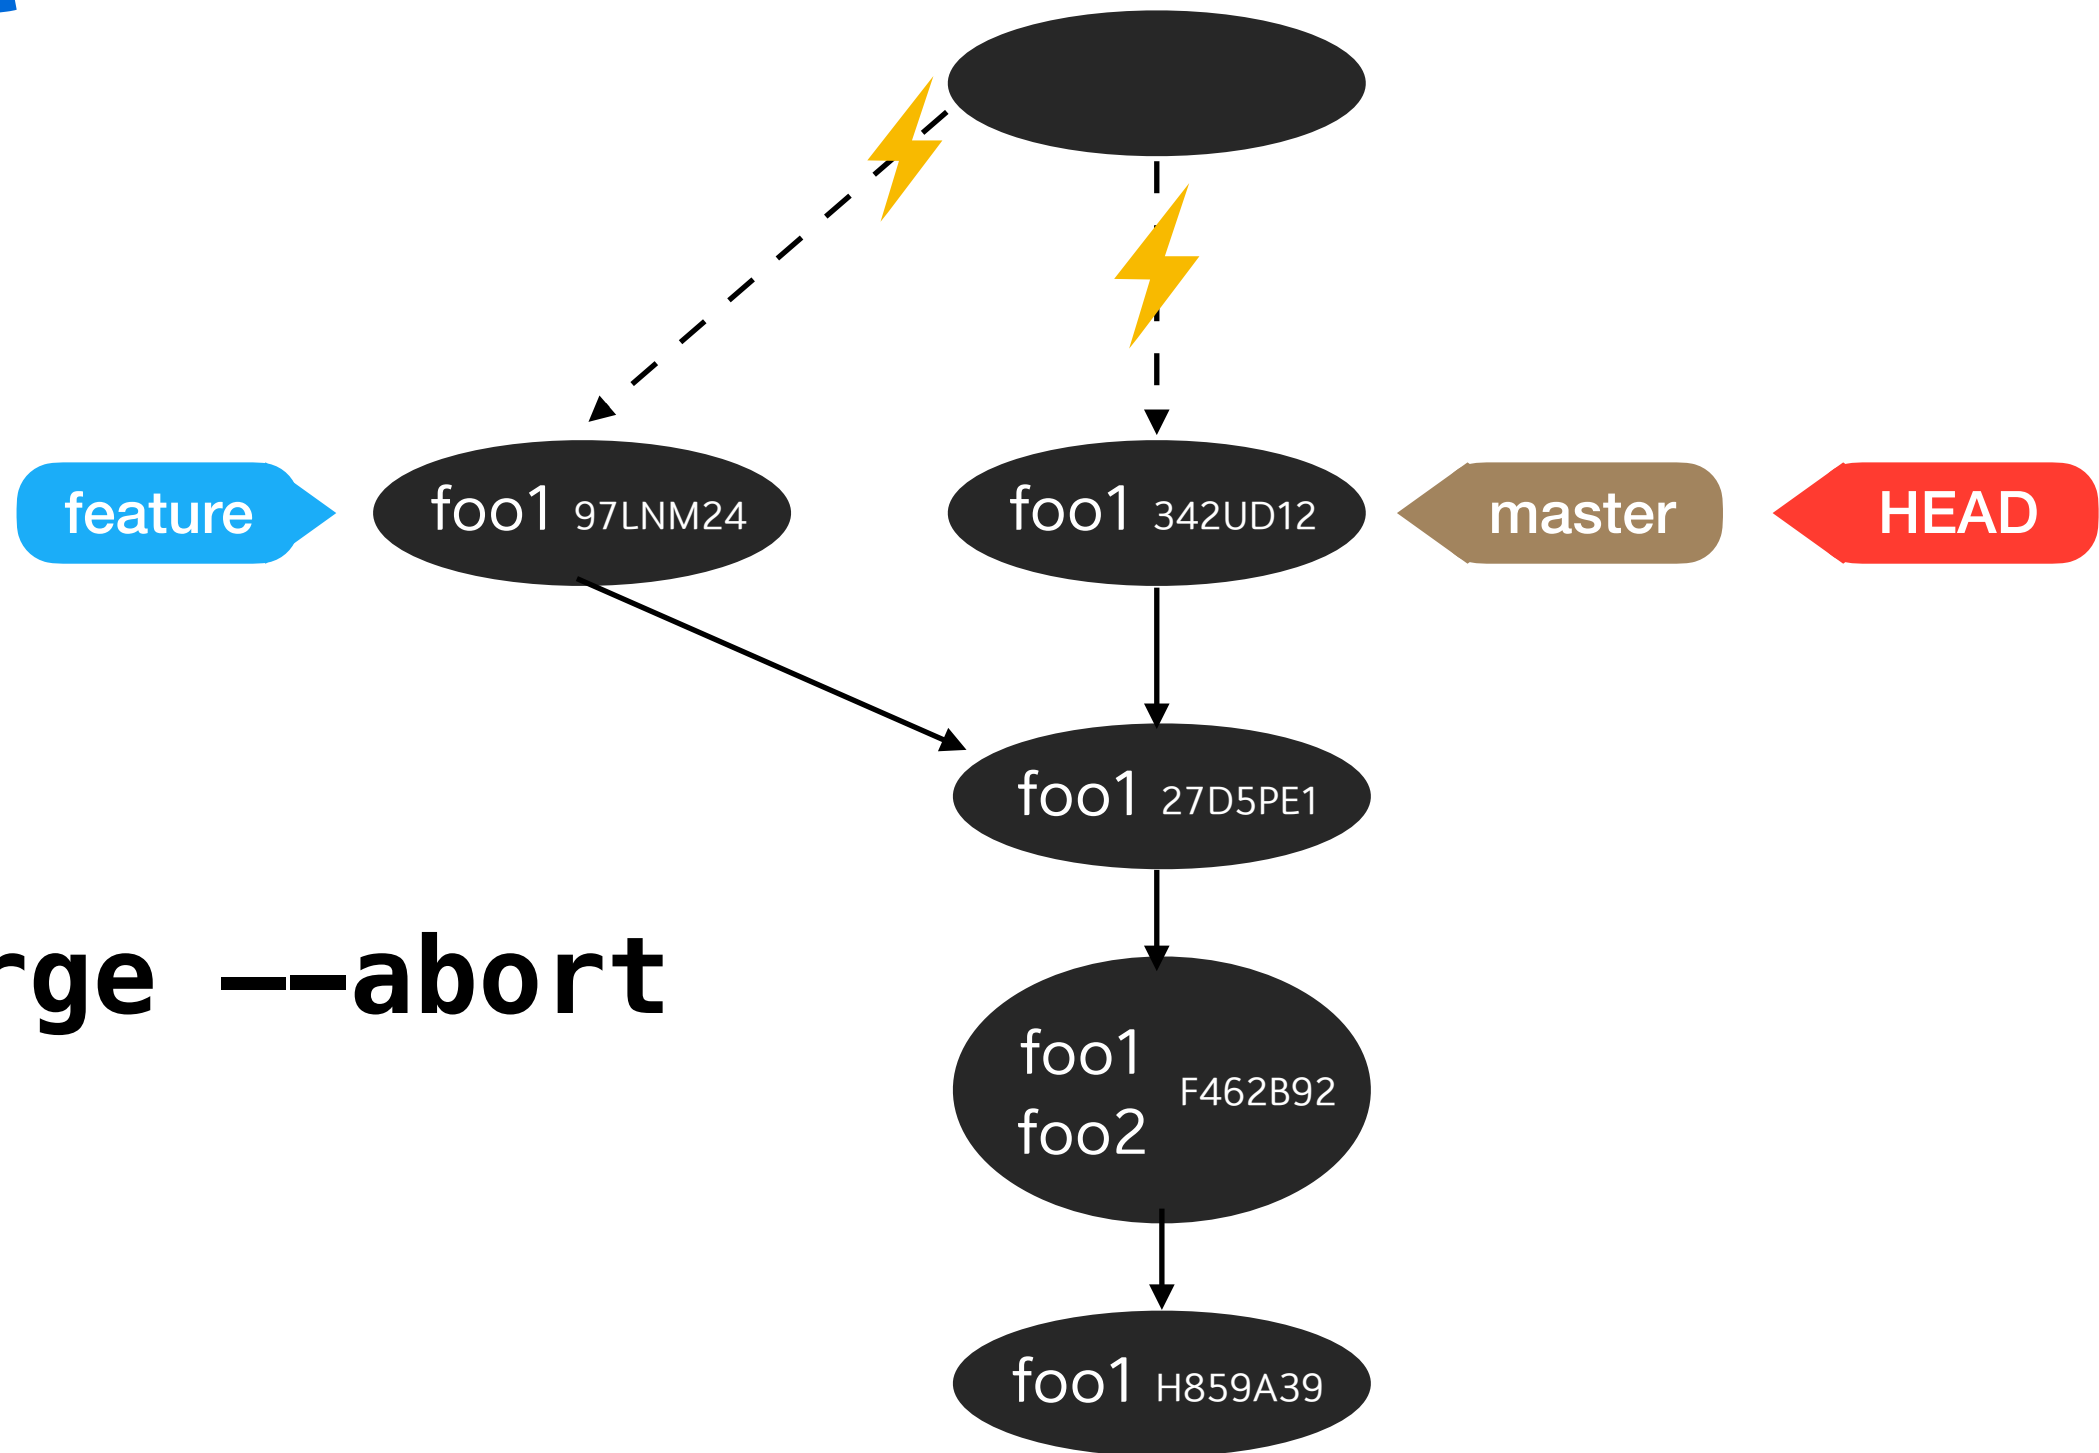 feature
foo1 97LNM24
foo1 342UD12
master
HEAD
foo1 27D5PE1
rge --abort
foo1
foo2
F462B92
foo1 H859A39